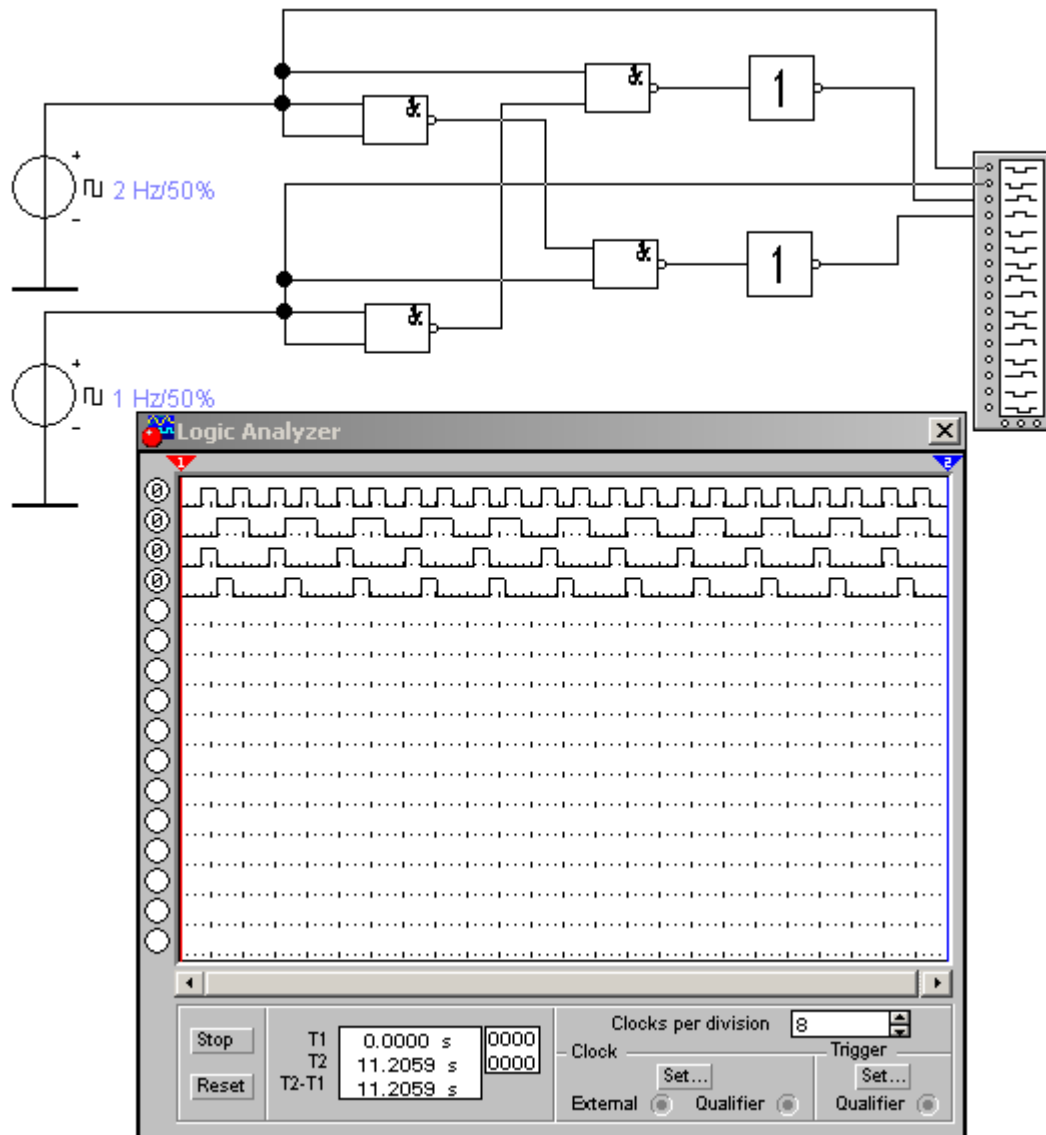 &
1
&
2 Hz/50%
&
1
&
1 Hz/50%
Logic Analyzer
1
2
0
0
0
0
Stop
Reset
T1 0.0000 s 0000
T2 11.2059 s 0000
T2-T1 11.2059 s
Clocks per division 8
Clock
Set...
External Qualifier
Trigger
Set...
Qualifier